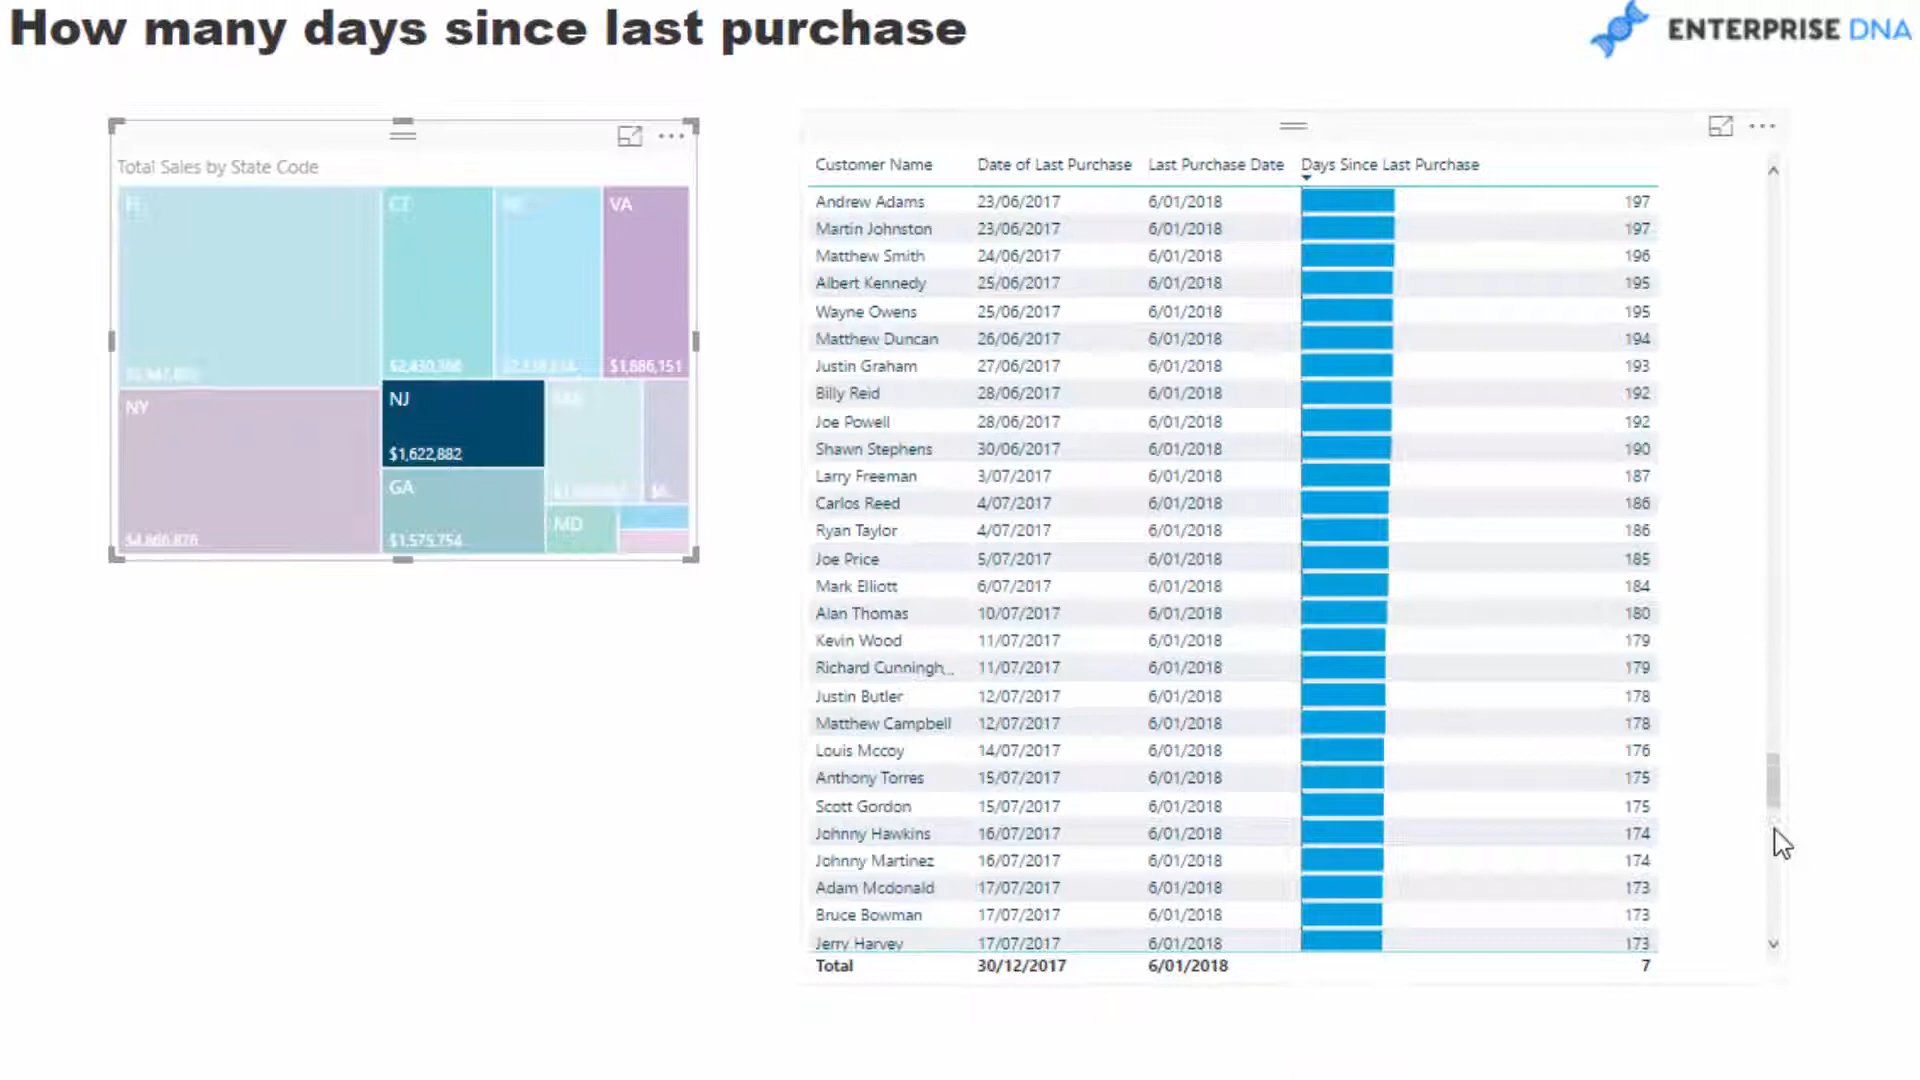 How many days since last purchase
ENTERPRISE DNA
Total Sales by State Code
CT
VA
$2,430,360
$1,886,151
NY
NJ
$1,622,882
GA
MD
$4,866,876
$1,575,754
Customer Name Date of Last Purchase Last Purchase Date Days Since Last Purchase
Andrew Adams 23/06/2017 6/01/2018 197
Martin Johnston 23/06/2017 6/01/2018 197
Matthew Smith 24/06/2017 6/01/2018 196
Albert Kennedy 25/06/2017 6/01/2018 195
Wayne Owens 25/06/2017 6/01/2018 195
Matthew Duncan 26/06/2017 6/01/2018 194
Justin Graham 27/06/2017 6/01/2018 193
Billy Reid 28/06/2017 6/01/2018 192
Joe Powell 28/06/2017 6/01/2018 192
Shawn Stephens 30/06/2017 6/01/2018 190
Larry Freeman 3/07/2017 6/01/2018 187
Carlos Reed 4/07/2017 6/01/2018 186
Ryan Taylor 4/07/2017 6/01/2018 186
Joe Price 5/07/2017 6/01/2018 185
Mark Elliott 6/07/2017 6/01/2018 184
Alan Thomas 10/07/2017 6/01/2018 180
Kevin Wood 11/07/2017 6/01/2018 179
Richard Cunningh... 11/07/2017 6/01/2018 179
Justin Butler 12/07/2017 6/01/2018 178
Matthew Campbell 12/07/2017 6/01/2018 178
Louis Mccoy 14/07/2017 6/01/2018 176
Anthony Torres 15/07/2017 6/01/2018 175
Scott Gordon 15/07/2017 6/01/2018 175
Johnny Hawkins 16/07/2017 6/01/2018 174
Johnny Martinez 16/07/2017 6/01/2018 174
Adam Mcdonald 17/07/2017 6/01/2018 173
Bruce Bowman 17/07/2017 6/01/2018 173
Jerry Harvey 17/07/2017 6/01/2018 173
Total 30/12/2017 6/01/2018 7